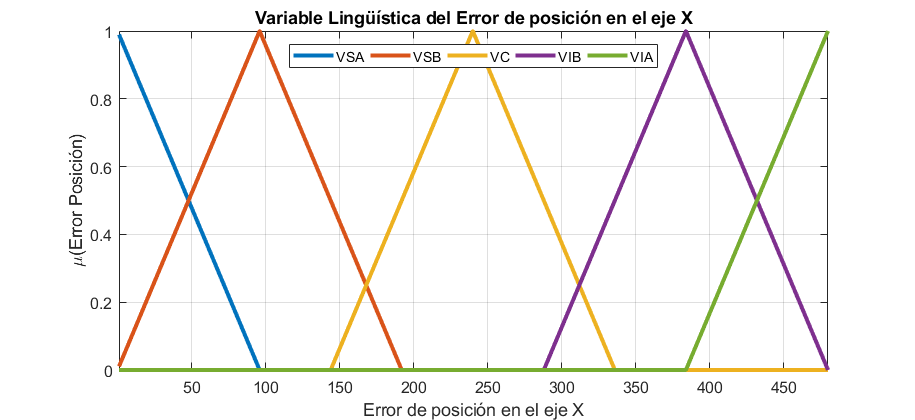 Variable Lingüística del Error de posición en el eje X
VSA VSB VC VIB VIA
1
0.8
0.6
0.4
0.2
0
μ(Error Posición)
50 100 150 200 250 300 350 400 450
Error de posición en el eje X